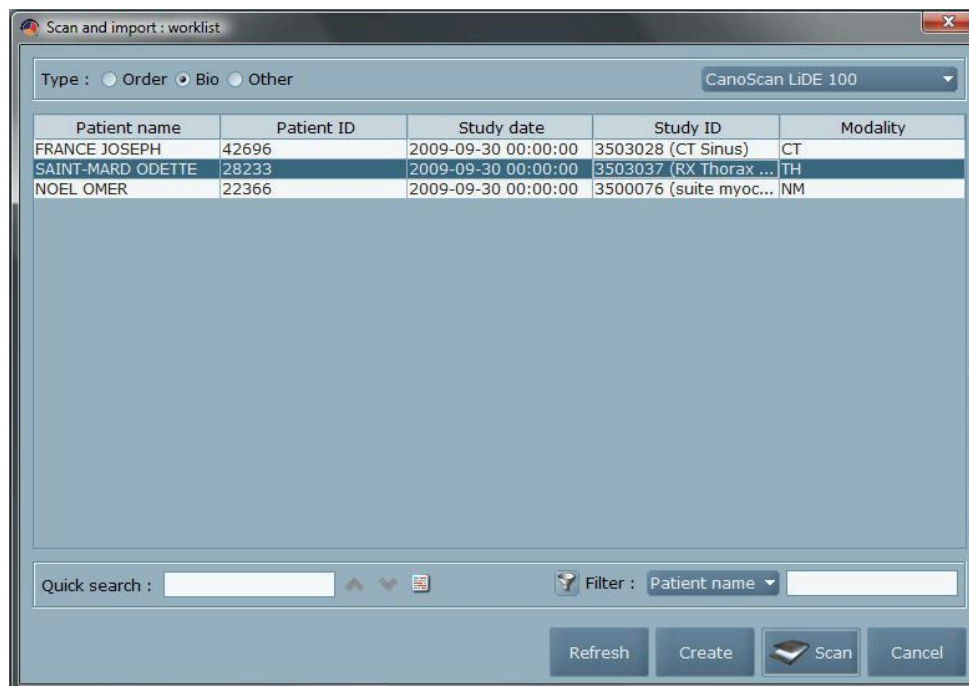 Scan and import : worklist
Type : Order Bio Other CanoScan LiDE 100
Patient name Patient ID Study date Study ID Modality
FRANCE JOSEPH 42696 2009-09-30 00:00:00 3503028 (CT Sinus) CT
SAINT-MARD ODETTE 28233 2009-09-30 00:00:00 3503037 (RX Thorax ... TH
NOEL OMER 22366 2009-09-30 00:00:00 3500076 (suite myoc... NM
Quick search : Filter : Patient name
Refresh Create Scan Cancel